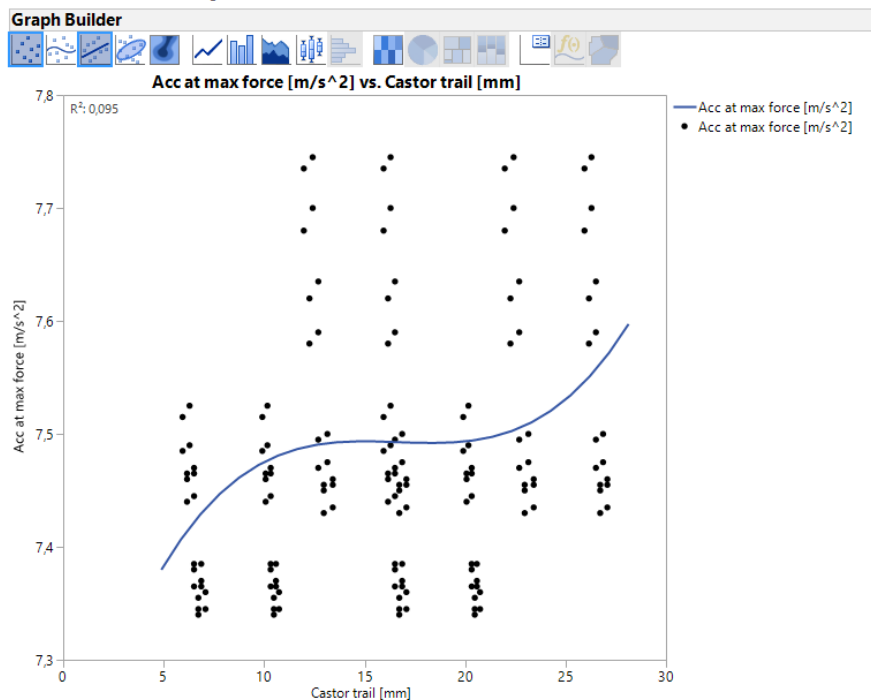 Graph Builder
Acc at max force [m/s^2] vs. Castor trail [mm]
R²: 0,095
Acc at max force [m/s^2]
Acc at max force [m/s^2]
Acc at max force [m/s^2]
7,8
7,7
7,6
7,5
7,4
7,3
0 5 10 15 20 25 30
Castor trail [mm]